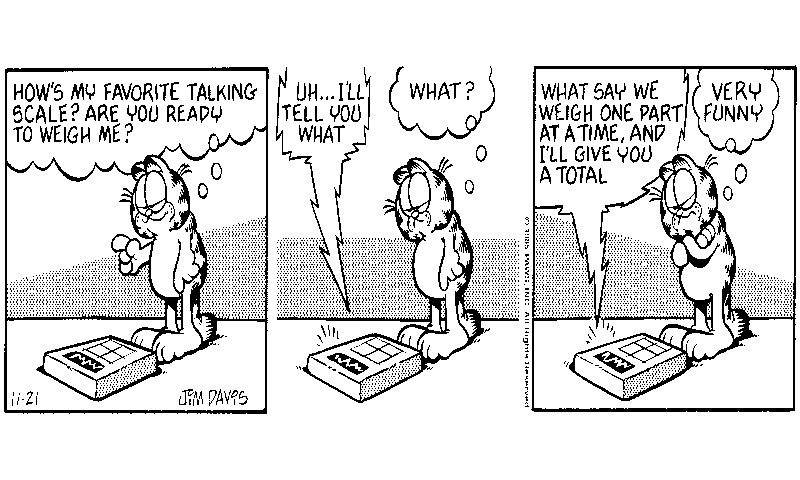 HOW'S MY FAVORITE TALKING
SCALE? ARE YOU READY
TO WEIGH ME?
11-21
JIM DAVIS
UH...I'LL
TELL YOU
WHAT
WHAT?
WHAT SAY WE
WEIGH ONE PART
AT A TIME, AND
I'LL GIVE YOU
A TOTAL
VERY
FUNNY